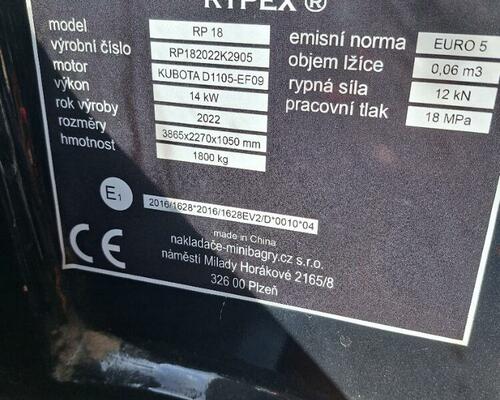 RYPEX ®
model RP 18
výrobní číslo RP182022K2905
motor KUBOTA D1105-EF09
výkon 14 kW
rok výroby 2022
rozměry 3865x2270x1050 mm
hmotnost 1800 kg
emisní norma EURO 5
objem lžíce 0,06 m3
rypná síla 12 kN
pracovní tlak 18 MPa
E1 2016/1628*2016/1628EV2/D*0010*04
CE
made in China
nakladače-minibagry.cz s.r.o.
náměstí Milady Horákové 2165/8
326 00 Plzeň